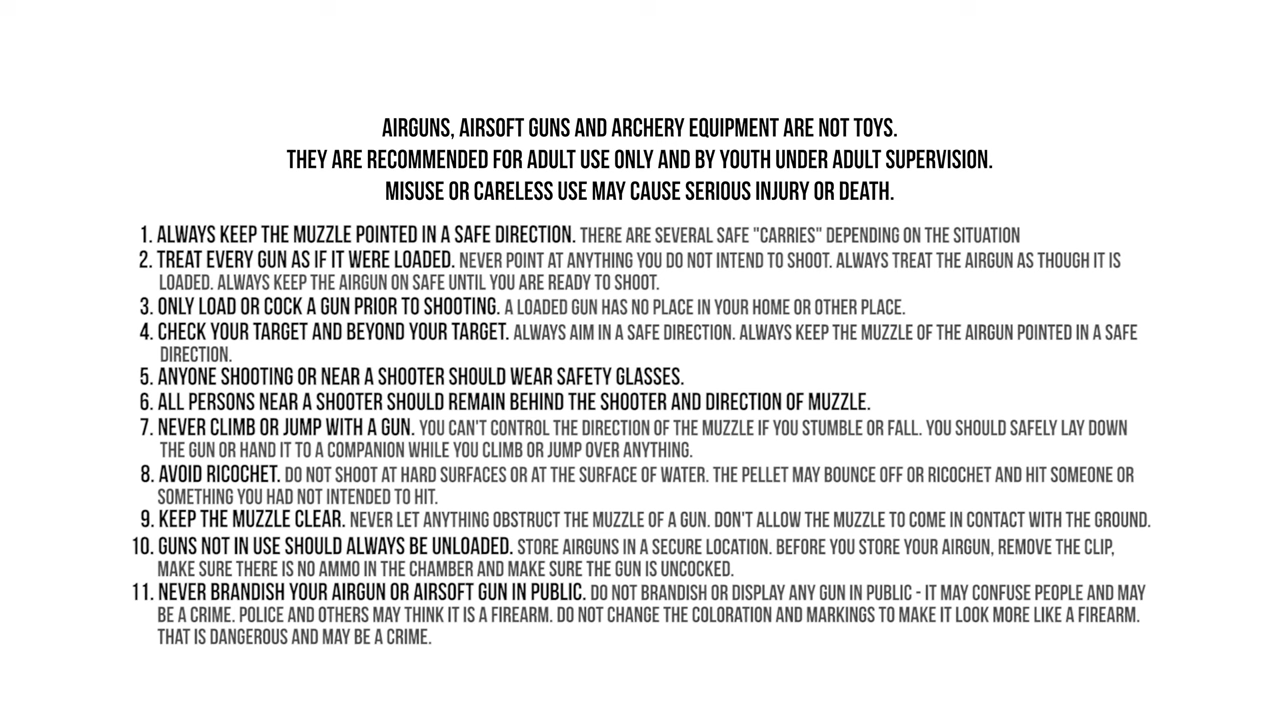 AIRGUNS, AIRSOFT GUNS AND ARCHERY EQUIPMENT ARE NOT TOYS.
THEY ARE RECOMMENDED FOR ADULT USE ONLY AND BY YOUTH UNDER ADULT SUPERVISION.
MISUSE OR CARELESS USE MAY CAUSE SERIOUS INJURY OR DEATH.
1. ALWAYS KEEP THE MUZZLE POINTED IN A SAFE DIRECTION. THERE ARE SEVERAL SAFE "CARRIES" DEPENDING ON THE SITUATION
2. TREAT EVERY GUN AS IF IT WERE LOADED. NEVER POINT AT ANYTHING YOU DO NOT INTEND TO SHOOT. ALWAYS TREAT THE AIRGUN AS THOUGH IT IS
LOADED. ALWAYS KEEP THE AIRGUN ON SAFE UNTIL YOU ARE READY TO SHOOT.
3. ONLY LOAD OR COCK A GUN PRIOR TO SHOOTING. A LOADED GUN HAS NO PLACE IN YOUR HOME OR OTHER PLACE.
4. CHECK YOUR TARGET AND BEYOND YOUR TARGET. ALWAYS AIM IN A SAFE DIRECTION. ALWAYS KEEP THE MUZZLE OF THE AIRGUN POINTED IN A SAFE
DIRECTION.
5. ANYONE SHOOTING OR NEAR A SHOOTER SHOULD WEAR SAFETY GLASSES.
6. ALL PERSONS NEAR A SHOOTER SHOULD REMAIN BEHIND THE SHOOTER AND DIRECTION OF MUZZLE.
7. NEVER CLIMB OR JUMP WITH A GUN. YOU CAN'T CONTROL THE DIRECTION OF THE MUZZLE IF YOU STUMBLE OR FALL. YOU SHOULD SAFELY LAY DOWN
THE GUN OR HAND IT TO A COMPANION WHILE YOU CLIMB OR JUMP OVER ANYTHING.
8. AVOID RICOCHET. DO NOT SHOOT AT HARD SURFACES OR AT THE SURFACE OF WATER. THE PELLET MAY BOUNCE OFF OR RICOCHET AND HIT SOMEONE OR
SOMETHING YOU HAD NOT INTENDED TO HIT.
9. KEEP THE MUZZLE CLEAR. NEVER LET ANYTHING OBSTRUCT THE MUZZLE OF A GUN. DON'T ALLOW THE MUZZLE TO COME IN CONTACT WITH THE GROUND.
10. GUNS NOT IN USE SHOULD ALWAYS BE UNLOADED. STORE AIRGUNS IN A SECURE LOCATION. BEFORE YOU STORE YOUR AIRGUN, REMOVE THE CLIP,
MAKE SURE THERE IS NO AMMO IN THE CHAMBER AND MAKE SURE THE GUN IS UNCOCKED.
11. NEVER BRANDISH YOUR AIRGUN OR AIRSOFT GUN IN PUBLIC. DO NOT BRANDISH OR DISPLAY ANY GUN IN PUBLIC - IT MAY CONFUSE PEOPLE AND MAY
BE A CRIME. POLICE AND OTHERS MAY THINK IT IS A FIREARM. DO NOT CHANGE THE COLORATION AND MARKINGS TO MAKE IT LOOK MORE LIKE A FIREARM.
THAT IS DANGEROUS AND MAY BE A CRIME.